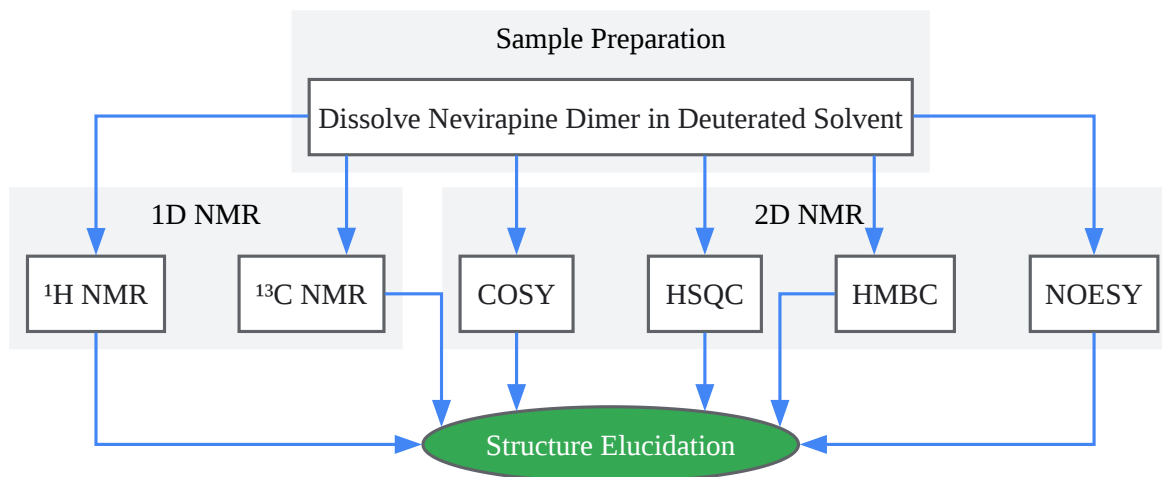 Sample Preparation
Dissolve Nevirapine Dimer in Deuterated Solvent
1D NMR
2D NMR
¹H NMR
¹³C NMR
COSY
HSQC
HMBC
NOESY
Structure Elucidation